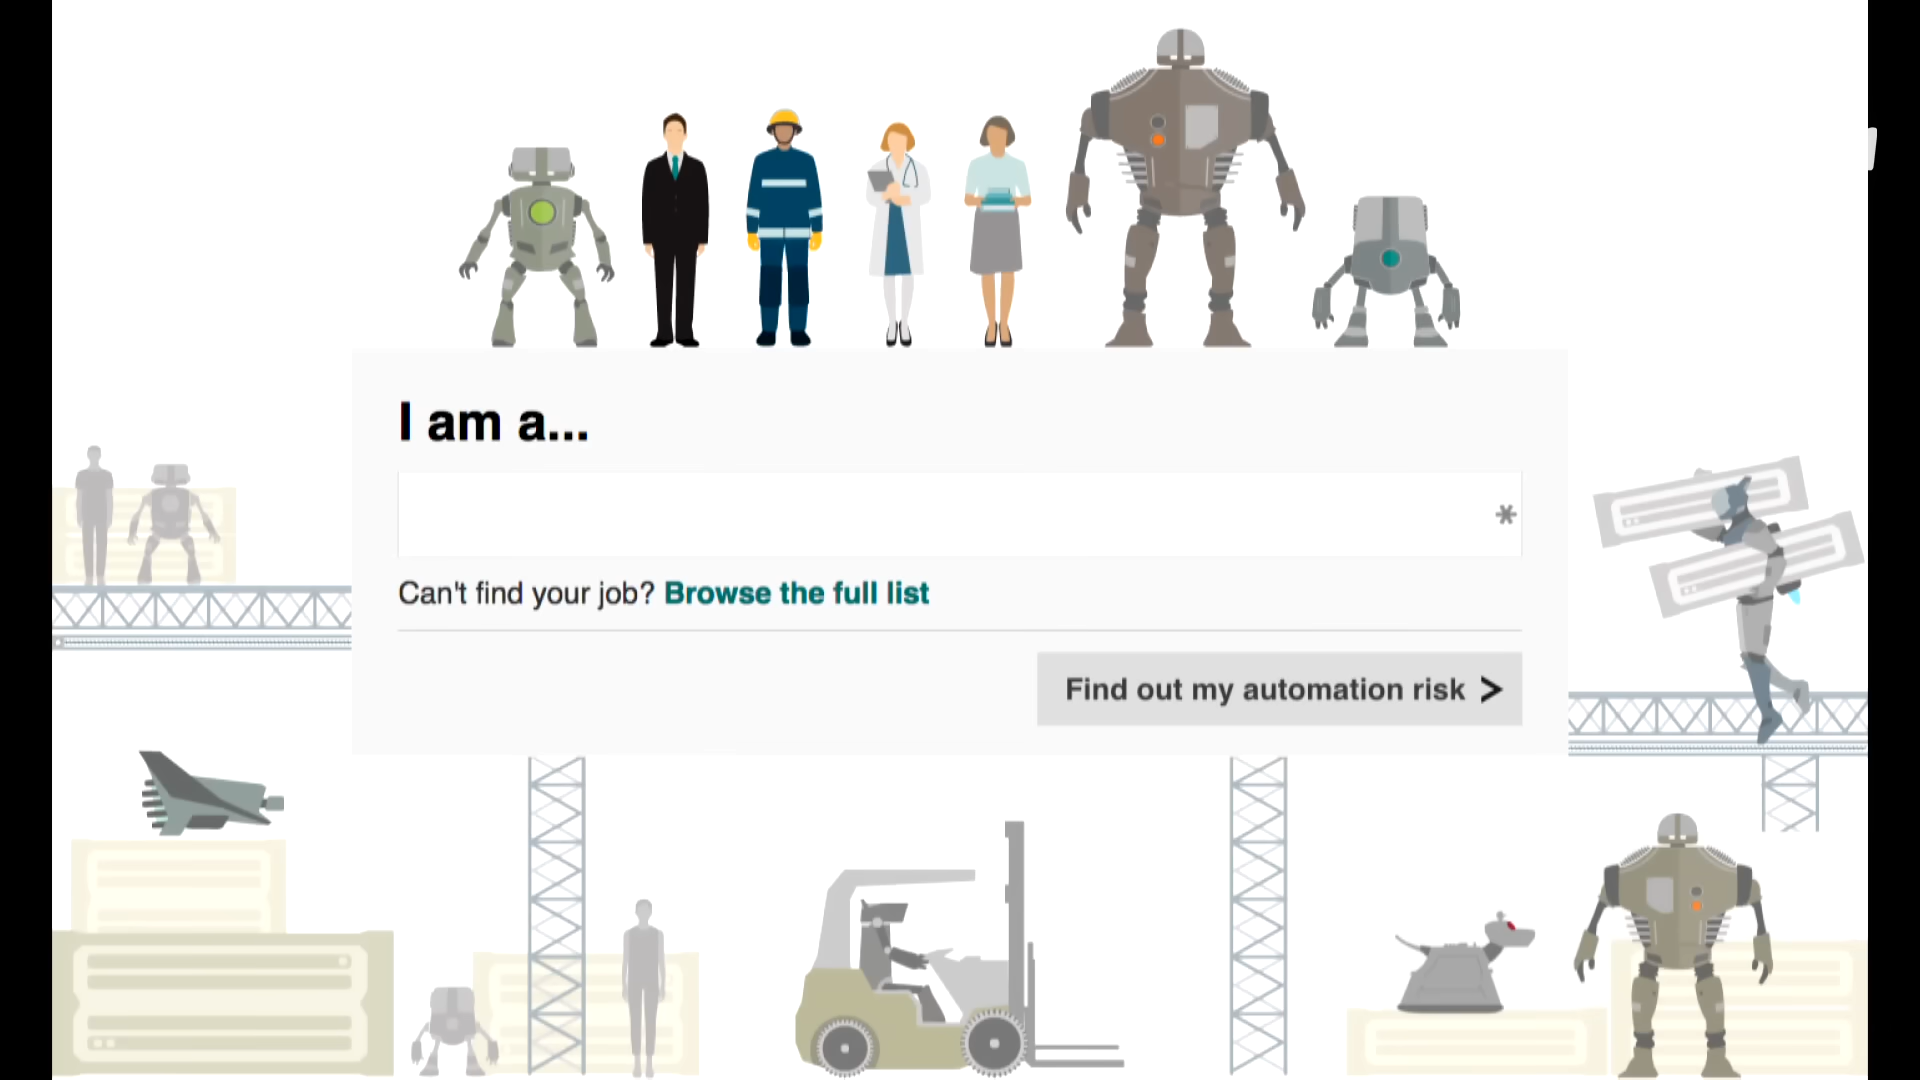 I am a...
Can't find your job? Browse the full list
Find out my automation risk >